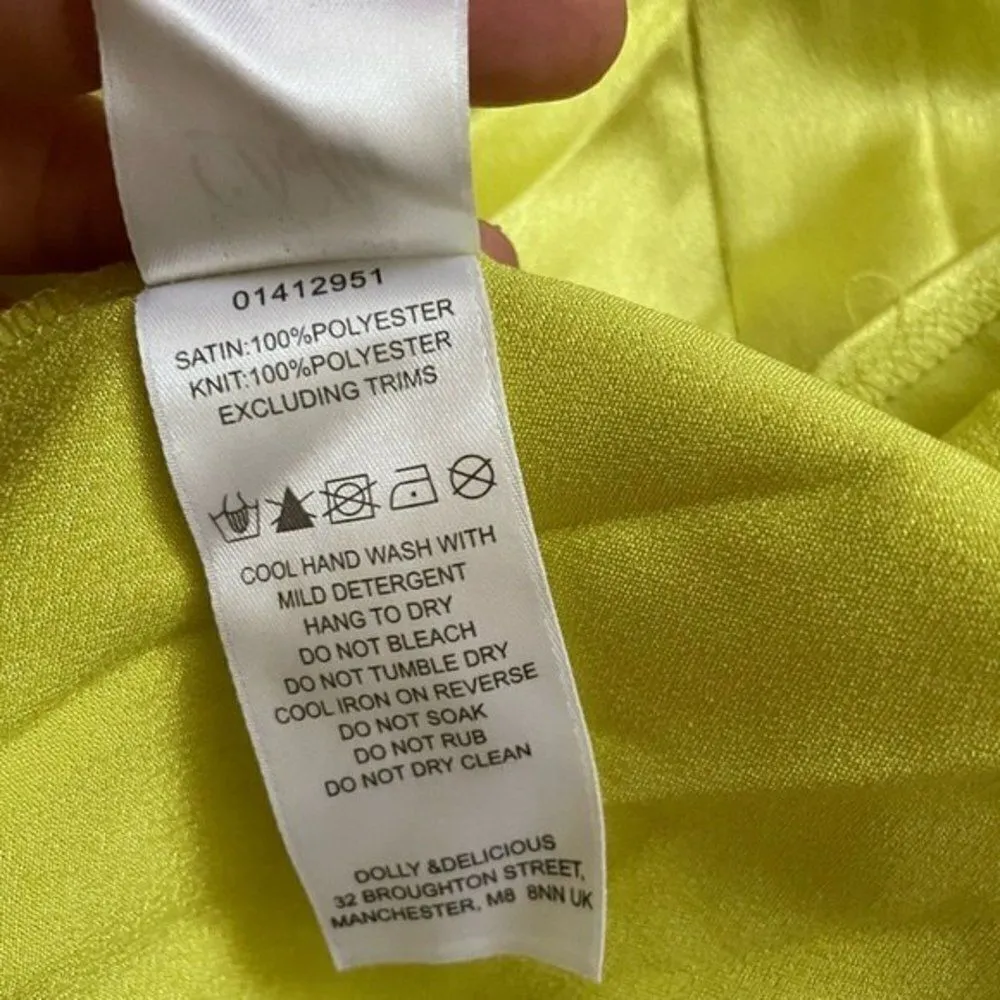 01412951
SATIN:100%POLYESTER
KNIT:100%POLYESTER
EXCLUDING TRIMS
COOL HAND WASH WITH
MILD DETERGENT
HANG TO DRY
DO NOT BLEACH
DO NOT TUMBLE DRY
COOL IRON ON REVERSE
DO NOT SOAK
DO NOT RUB
DO NOT DRY CLEAN
DOLLY &DELICIOUS
32 BROUGHTON STREET,
MANCHESTER, M8 8NN UK